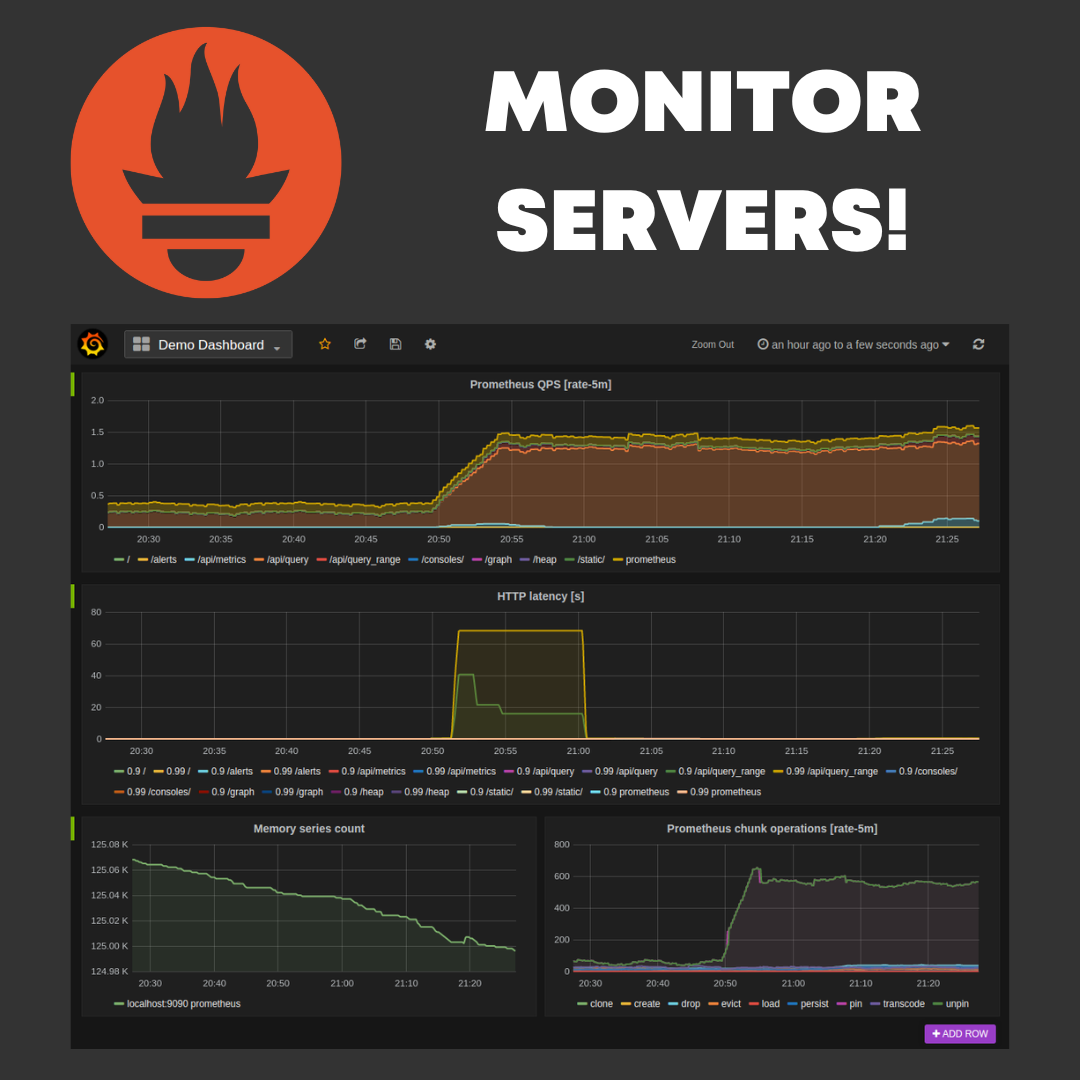 MONITOR
SERVERS!
Demo Dashboard
Zoom Out
an hour ago to a few seconds ago
Prometheus QPS [rate-5m]
2.0
1.5
1.0
0.5
0
20:30 20:35 20:40 20:45 20:50 20:55 21:00 21:05 21:10 21:15 21:20 21:25
/ /alerts /api/metrics /api/query /api/query_range /consoles/ /graph /heap /static/ prometheus
HTTP latency [s]
80
60
40
20
0
20:30 20:35 20:40 20:45 20:50 20:55 21:00 21:05 21:10 21:15 21:20 21:25
0.9 / 0.99 / 0.9 /alerts 0.99 /alerts 0.9 /api/metrics 0.99 /api/metrics 0.9 /api/query 0.99 /api/query 0.9 /api/query_range 0.99 /api/query_range 0.9 /consoles/
0.99 /consoles/ 0.9 /graph 0.99 /graph 0.9 /heap 0.99 /heap 0.9 /static/ 0.99 /static/ 0.9 prometheus 0.99 prometheus
Memory series count
125.08 K
125.06 K
125.04 K
125.02 K
125.00 K
124.98 K
20:30 20:40 20:50 21:00 21:10 21:20
localhost:9090 prometheus
Prometheus chunk operations [rate-5m]
800
600
400
200
0
20:30 20:40 20:50 21:00 21:10 21:20
clone create drop evict load persist pin transcode unpin
ADD ROW